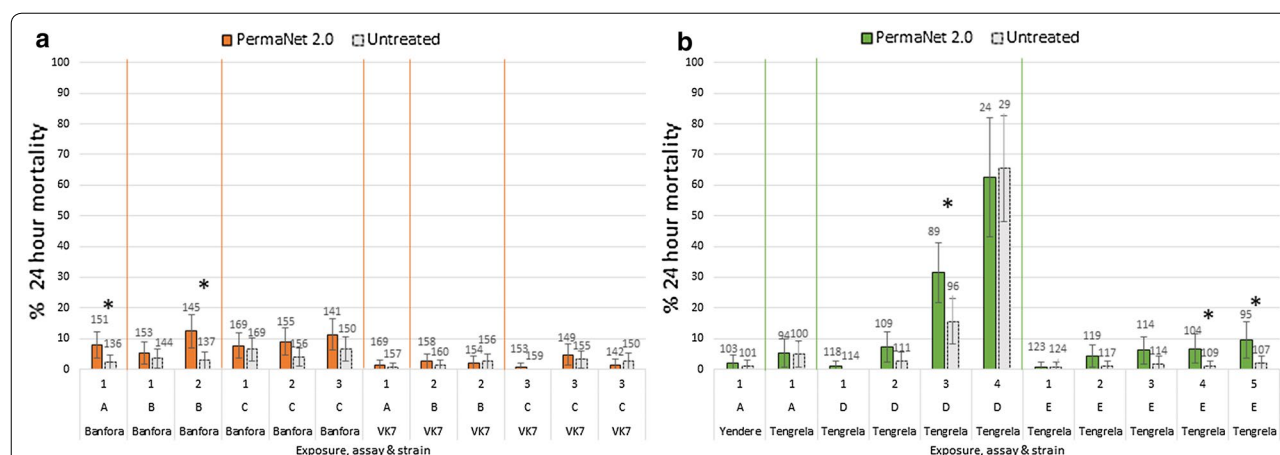 a
PermaNet 2.0 Untreated
% 24 hour mortality
100
90
80
70
60
50
40
30
20
10
0
151 136 153 144 145 137 169 169 155 156 141 150 169 157 158 160 154 156 153 159 149 155 142 150
* *
1 1 2 1 2 3 1 2 2 3 3 3
A B B C C C A B B C C C
Banfora Banfora Banfora Banfora Banfora Banfora VK7 VK7 VK7 VK7 VK7 VK7
Exposure, assay & strain
b
PermaNet 2.0 Untreated
% 24 hour mortality
100
90
80
70
60
50
40
30
20
10
0
103 101 94 100 118 114 109 111 89 96 24 29 123 124 119 117 114 114 104 109 95 107
* * *
1 1 1 2 3 4 1 2 3 4 5
A A D D D D E E E E E
Yendere Tengrela Tengrela Tengrela Tengrela Tengrela Tengrela Tengrela Tengrela Tengrela Tengrela
Exposure, assay & strain